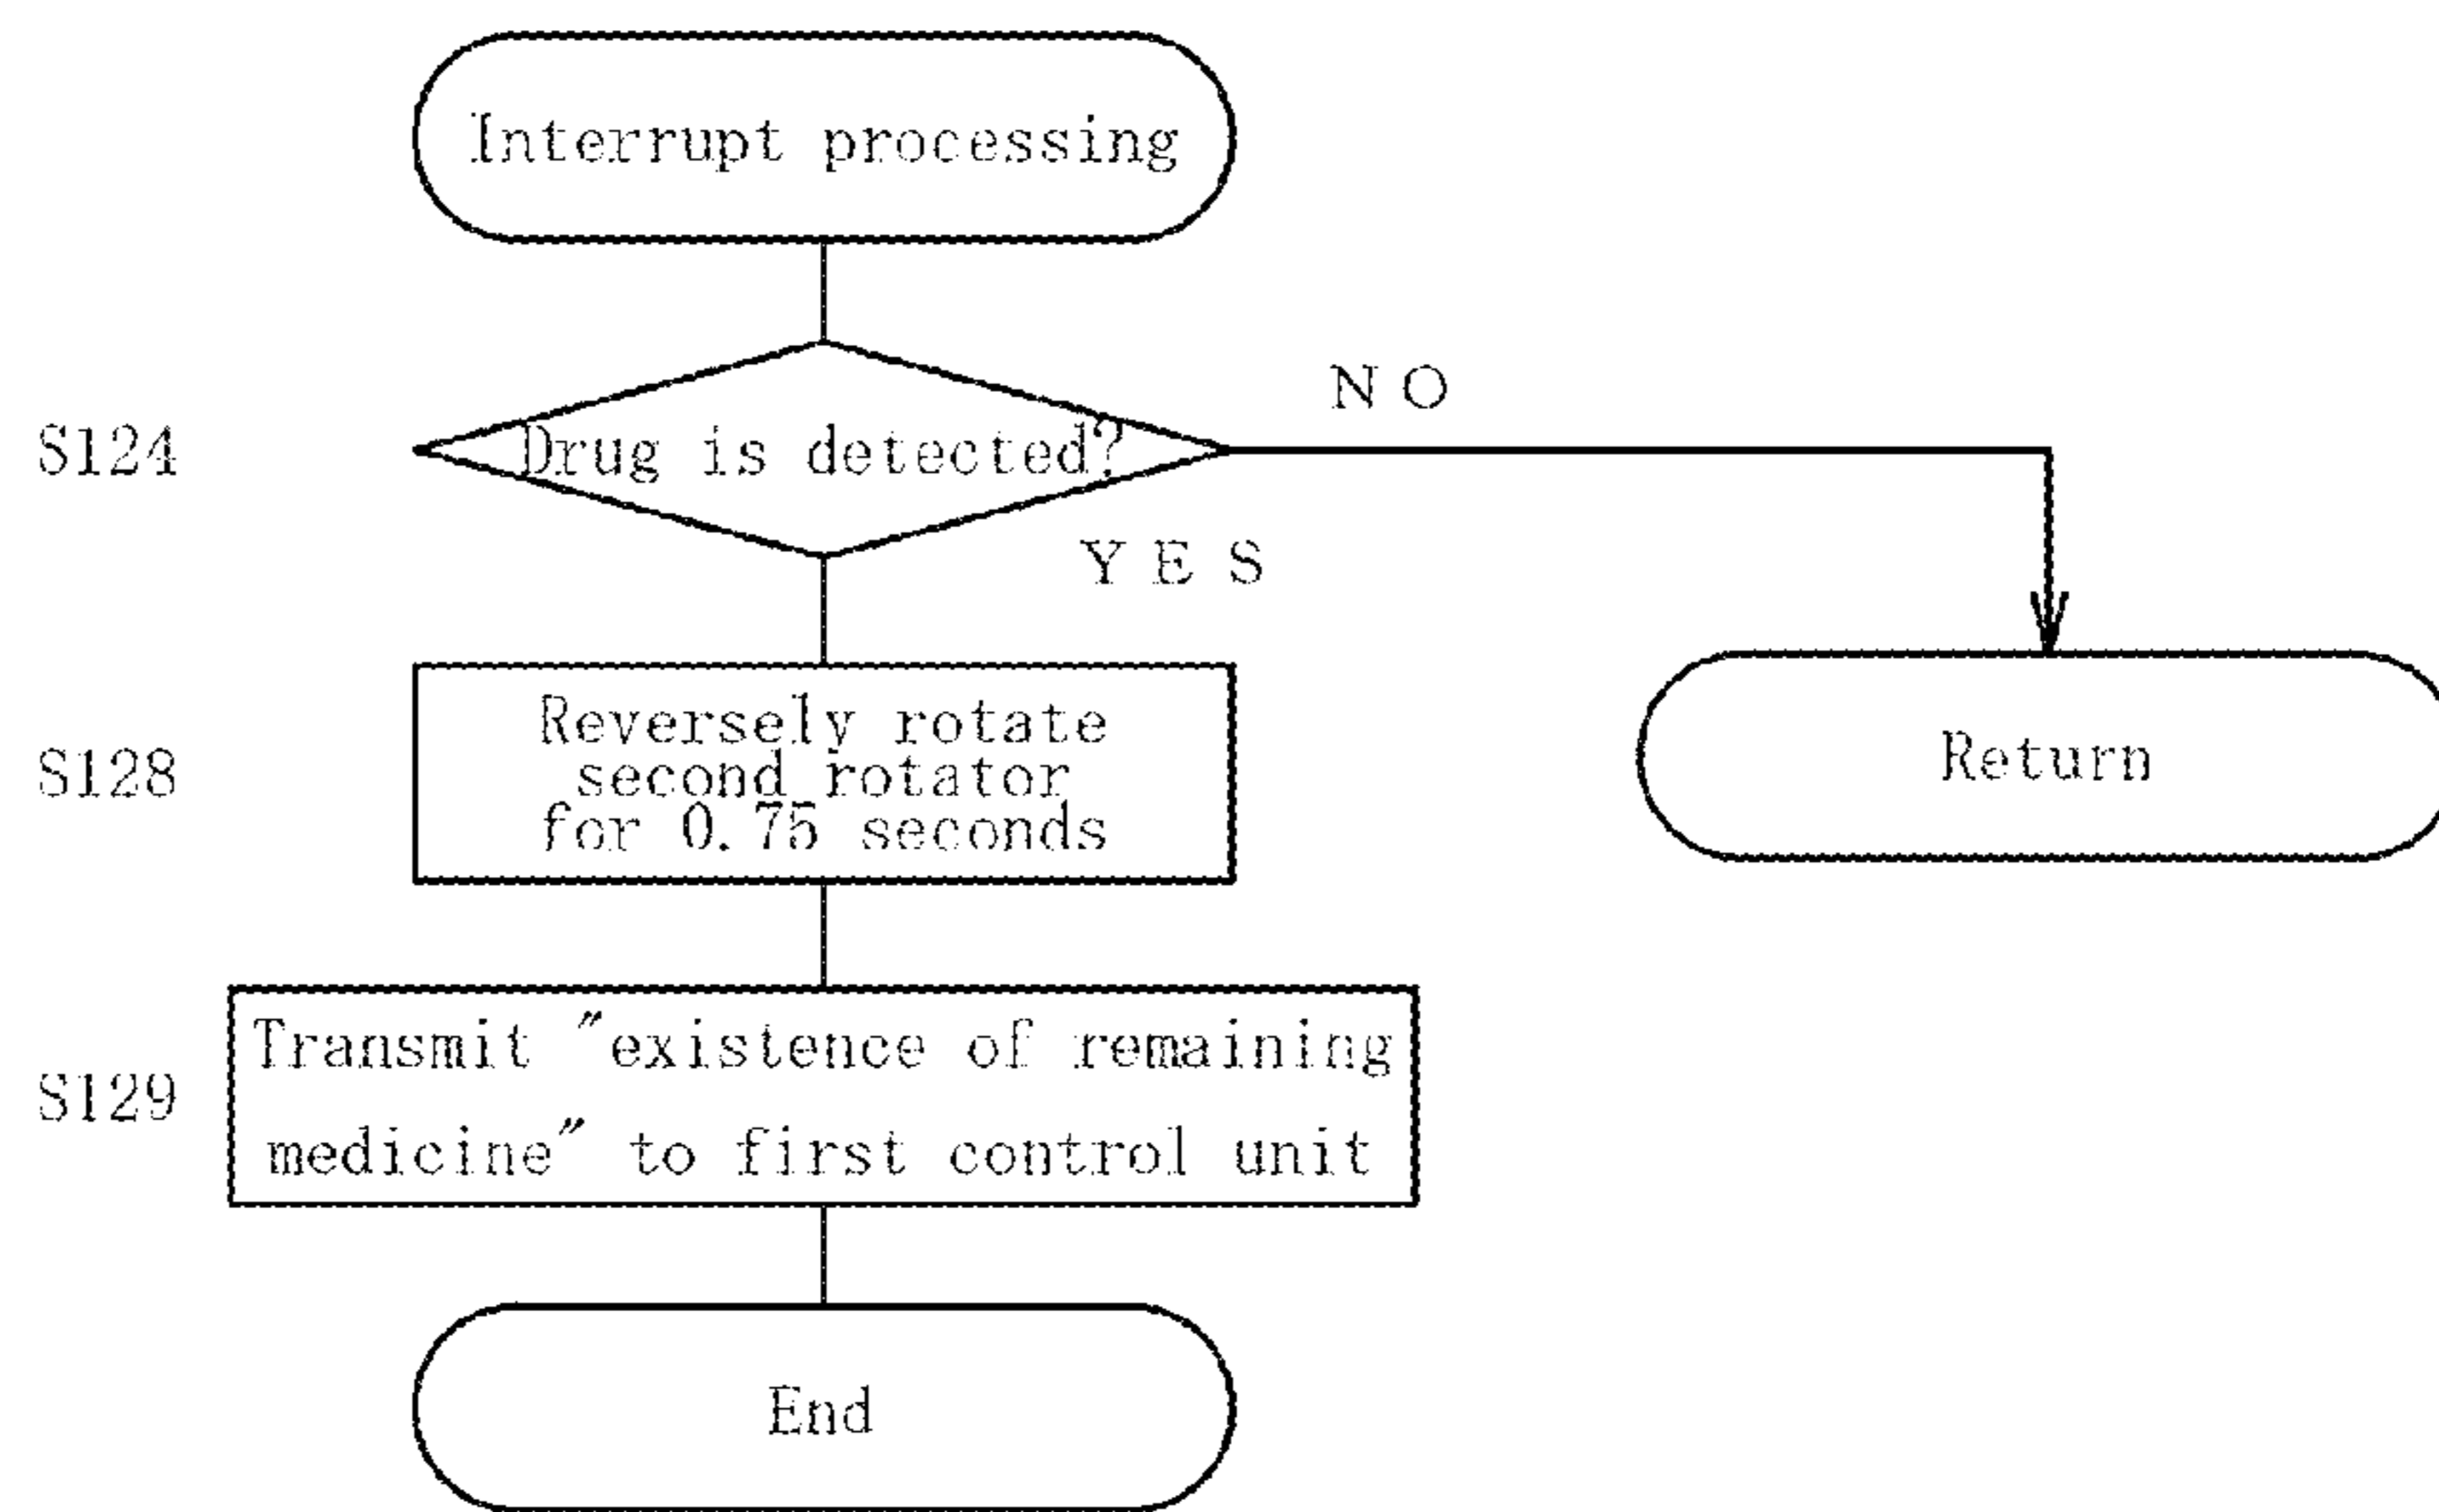 Interrupt processing
NO
S124
Drug is detected?
YES
S128
Reversely rotate
second rotator
for 0.75 seconds
Return
S129
Transmit "existence of remaining
medicine" to first control unit
End